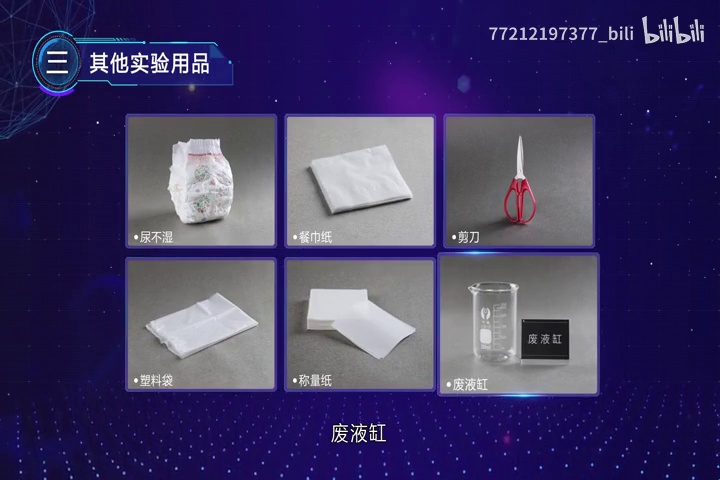 77212197377_bili bilibili
三 其他实验用品
•尿不湿
•餐巾纸
•剪刀
•塑料袋
•称量纸
废液缸
•废液缸
废液缸